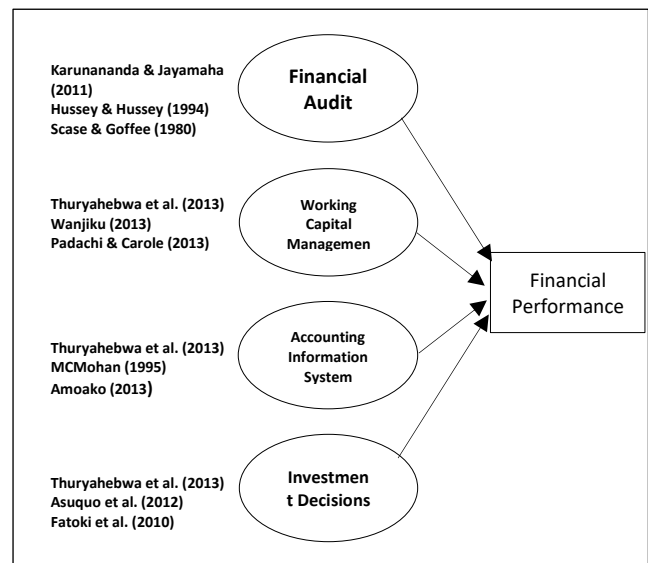 Karunananda & Jayamaha
(2011)
Hussey & Hussey (1994)
Scase & Goffee (1980)
Financial
Audit
Thuryahebwa et al. (2013)
Wanjiku (2013)
Padachi & Carole (2013)
Working
Capital
Managemen
Financial
Performance
Thuryahebwa et al. (2013)
MCMohan (1995)
Amoako (2013)
Accounting
Information
System
Thuryahebwa et al. (2013)
Asuquo et al. (2012)
Fatoki et al. (2010)
Investmen
t Decisions